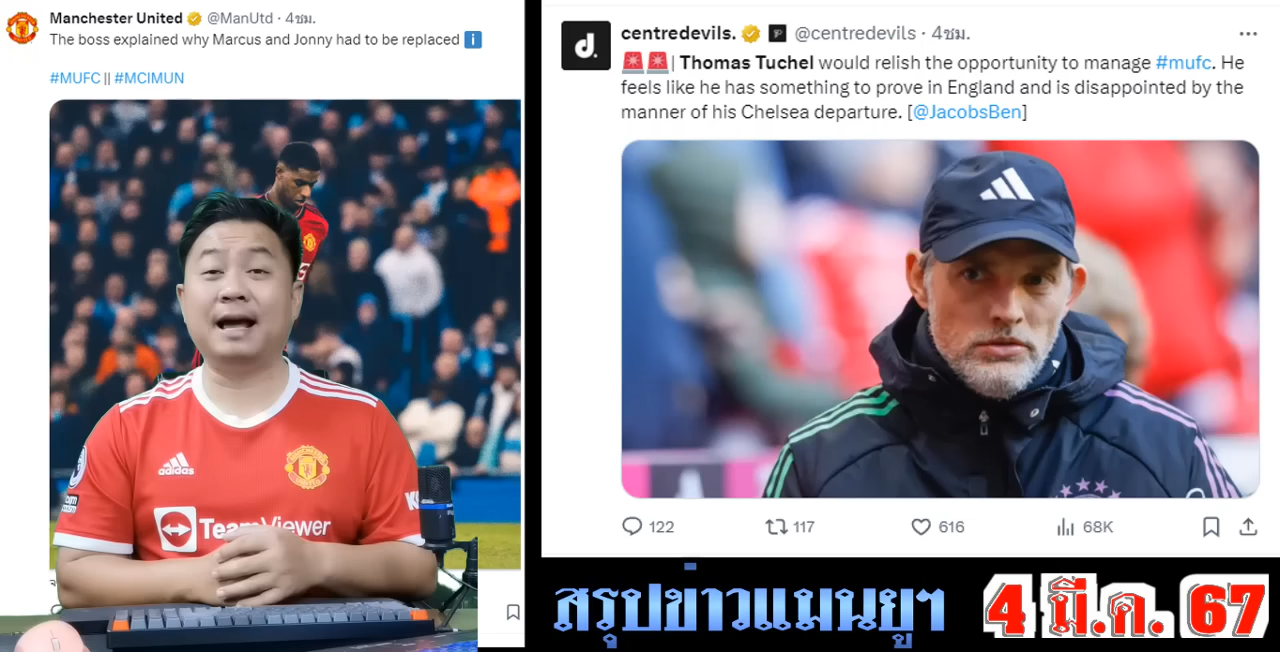 Manchester United @ManUtd · 4ชม.
The boss explained why Marcus and Jonny had to be replaced
#MUFC || #MCIMUN
adidas
TeamViewer
centredevils. @centredevils · 4ชม.
| Thomas Tuchel would relish the opportunity to manage #mufc. He
feels like he has something to prove in England and is disappointed by the
manner of his Chelsea departure. [@JacobsBen]
122 117 616 68K
สรุปข่าวแมนยูฯ 4 มี.ค. 67